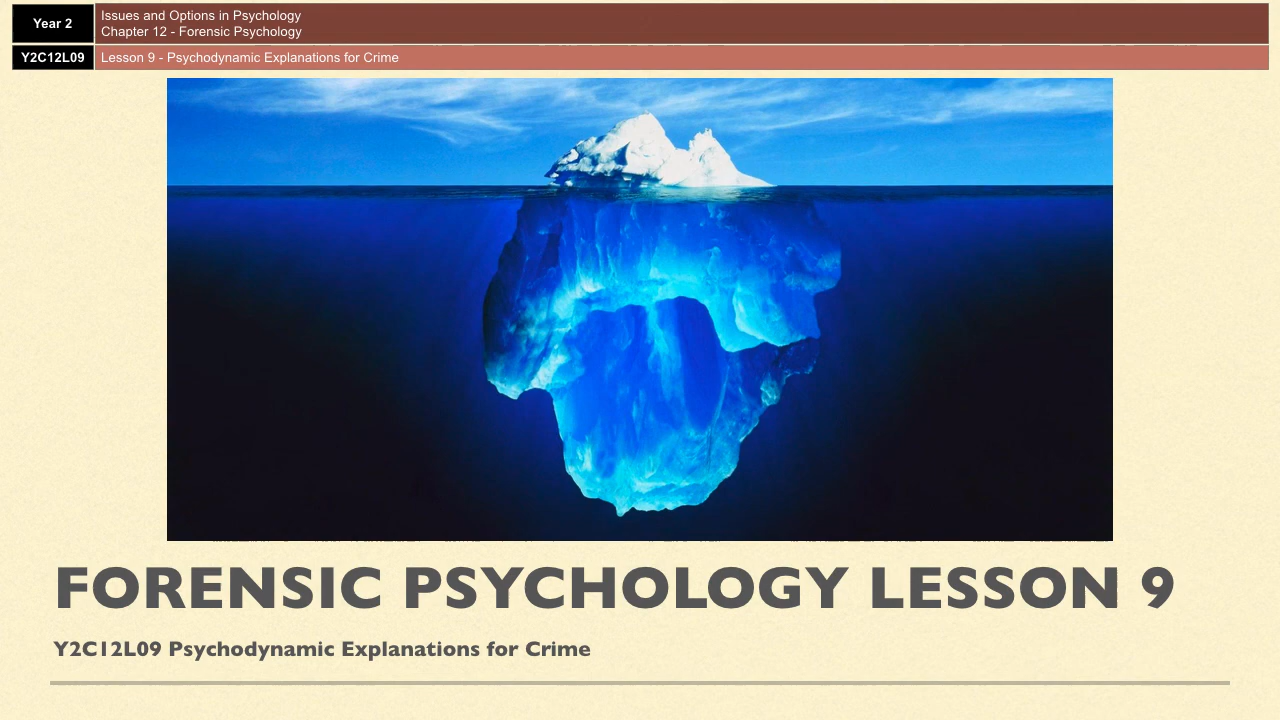 Year 2
Issues and Options in Psychology
Chapter 12 - Forensic Psychology
Y2C12L09
Lesson 9 - Psychodynamic Explanations for Crime
FORENSIC PSYCHOLOGY LESSON 9
Y2C12L09 Psychodynamic Explanations for Crime